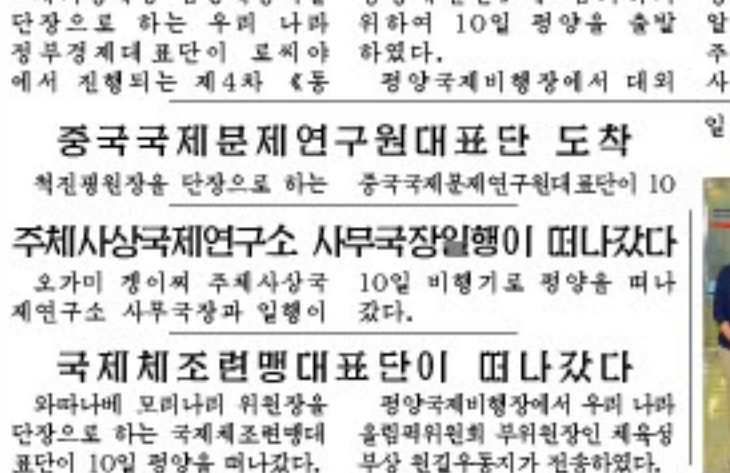 단장으로 하는 우리 나라
정부경제대표단이 로씨야
에서 진행되는 제4차 《동
위하여 10일 평양을 출발
하였다.
평양국제비행장에서 대외
중국국제문제연구원대표단 도착
척진평원장을 단장으로 하는
중국국제문제연구원대표단이 10
주체사상국제연구소 사무국장일행이 떠나갔다
오가미 겡이찌 주체사상국
제연구소 사무국장과 일행이
10일 비행기로 평양을 떠나
갔다.
국제체조련맹대표단이 떠나갔다
와따나베 모리나리 위원장을
단장으로 하는 국제체조련맹대
표단이 10일 평양을 떠나갔다.
평양국제비행장에서 우리 나라
올림픽위원회 부위원장인 체육성
부상 원길우동지가 전송하였다.
알
주
사
일